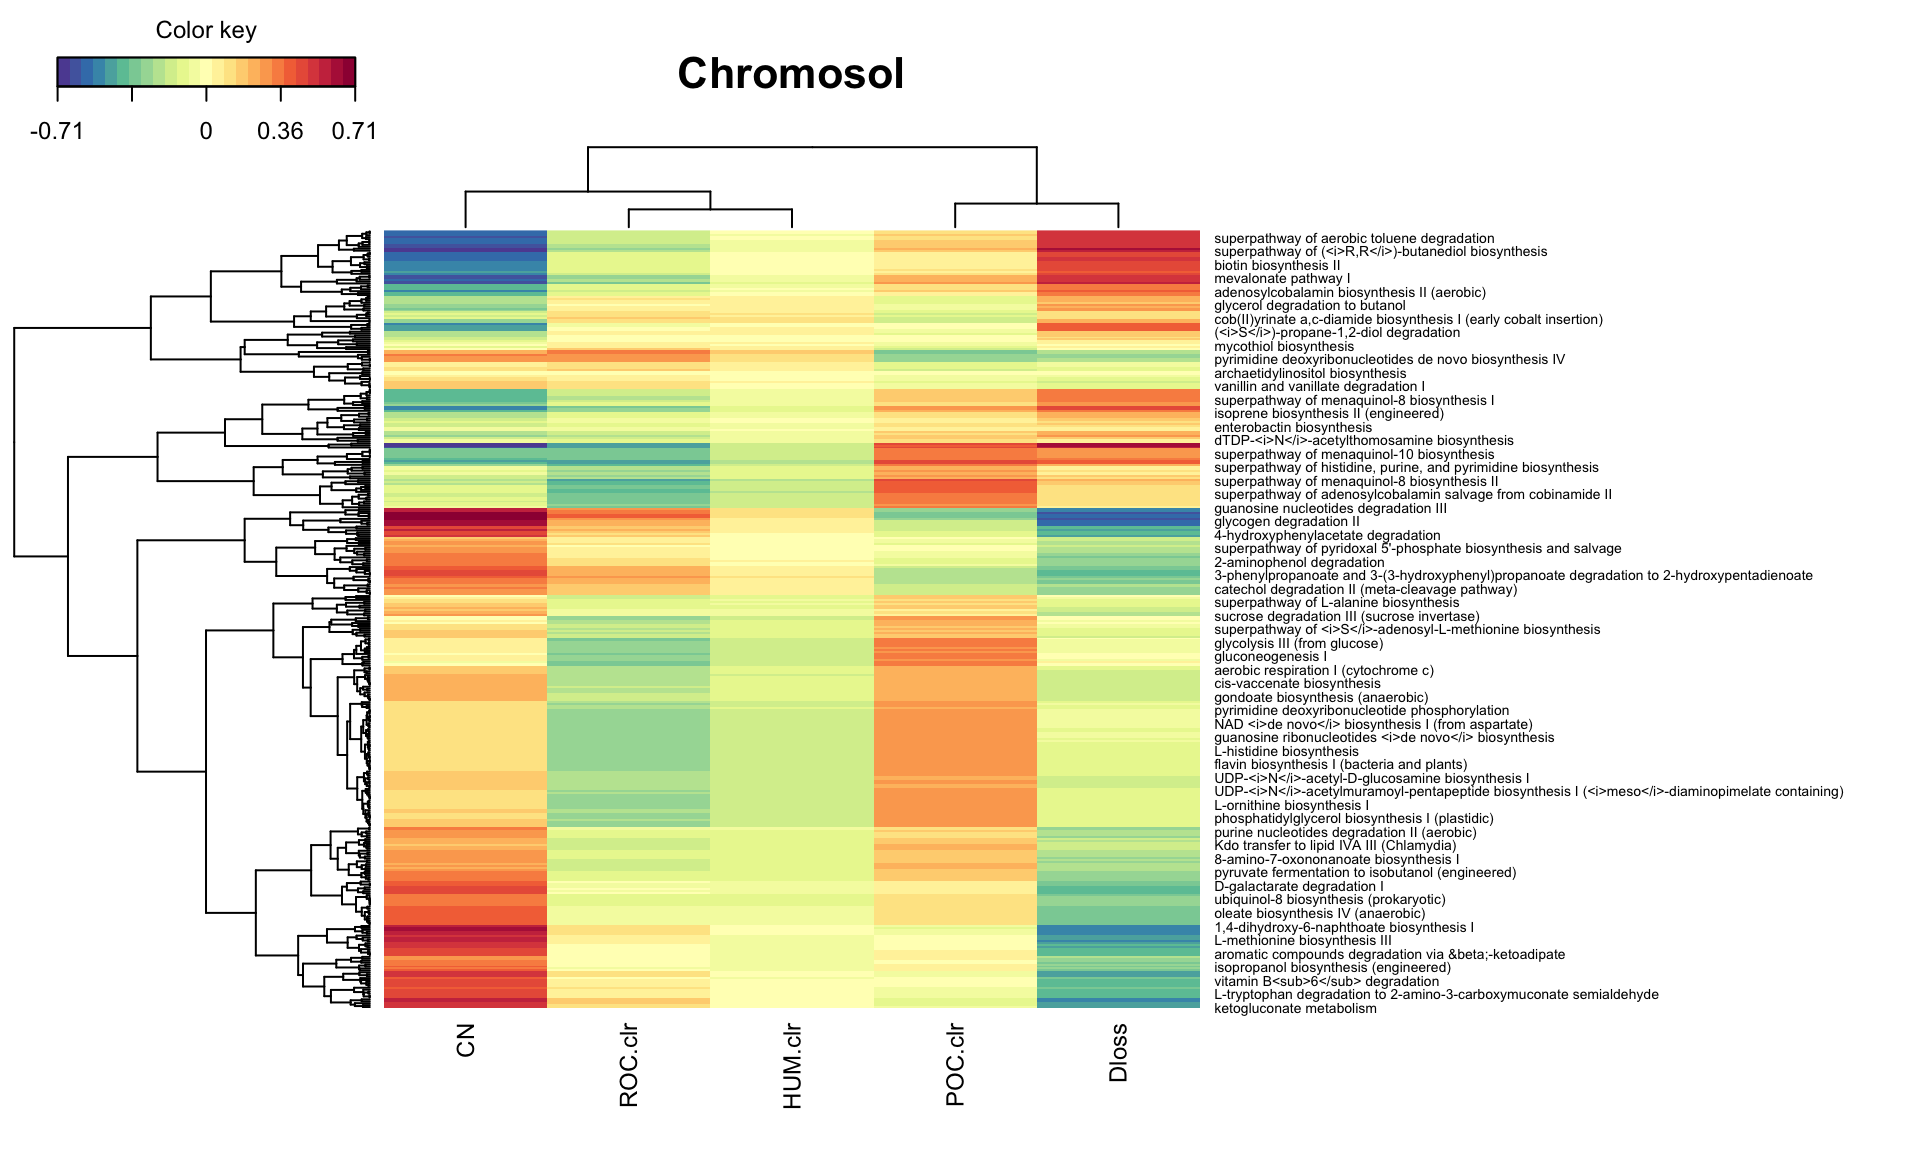 Color key
-0.71 0 0.36 0.71
Chromosol
superpathway of aerobic toluene degradation
superpathway of (<i>R,R</i>)-butanediol biosynthesis
biotin biosynthesis II
mevalonate pathway I
adenosylcobalamin biosynthesis II (aerobic)
glycerol degradation to butanol
cob(II)yrinate a,c-diamide biosynthesis I (early cobalt insertion)
(<i>S</i>)-propane-1,2-diol degradation
mycothiol biosynthesis
pyrimidine deoxyribonucleotides de novo biosynthesis IV
archaetidylinositol biosynthesis
vanillin and vanillate degradation I
superpathway of menaquinol-8 biosynthesis I
isoprene biosynthesis II (engineered)
enterobactin biosynthesis
dTDP-<i>N</i>-acetylthomosamine biosynthesis
superpathway of menaquinol-10 biosynthesis
superpathway of histidine, purine, and pyrimidine biosynthesis
superpathway of menaquinol-8 biosynthesis II
superpathway of adenosylcobalamin salvage from cobinamide II
guanosine nucleotides degradation III
glycogen degradation II
4-hydroxyphenylacetate degradation
superpathway of pyridoxal 5'-phosphate biosynthesis and salvage
2-aminophenol degradation
3-phenylpropanoate and 3-(3-hydroxyphenyl)propanoate degradation to 2-hydroxypentadienoate
catechol degradation II (meta-cleavage pathway)
superpathway of L-alanine biosynthesis
sucrose degradation III (sucrose invertase)
superpathway of <i>S</i>-adenosyl-L-methionine biosynthesis
glycolysis III (from glucose)
gluconeogenesis I
aerobic respiration I (cytochrome c)
cis-vaccenate biosynthesis
gondoate biosynthesis (anaerobic)
pyrimidine deoxyribonucleotide phosphorylation
NAD <i>de novo</i> biosynthesis I (from aspartate)
guanosine ribonucleotides <i>de novo</i> biosynthesis
L-histidine biosynthesis
flavin biosynthesis I (bacteria and plants)
UDP-<i>N</i>-acetyl-D-glucosamine biosynthesis I
UDP-<i>N</i>-acetylmuramoyl-pentapeptide biosynthesis I (<i>meso</i>-diaminopimelate containing)
L-ornithine biosynthesis I
phosphatidylglycerol biosynthesis I (plastidic)
purine nucleotides degradation II (aerobic)
Kdo transfer to lipid IVA III (Chlamydia)
8-amino-7-oxononanoate biosynthesis I
pyruvate fermentation to isobutanol (engineered)
D-galactarate degradation I
ubiquinol-8 biosynthesis (prokaryotic)
oleate biosynthesis IV (anaerobic)
1,4-dihydroxy-6-naphthoate biosynthesis I
L-methionine biosynthesis III
aromatic compounds degradation via &beta;-ketoadipate
isopropanol biosynthesis (engineered)
vitamin B<sub>6</sub> degradation
L-tryptophan degradation to 2-amino-3-carboxymuconate semialdehyde
ketogluconate metabolism
CN
ROC.clr
HUM.clr
POC.clr
Dloss